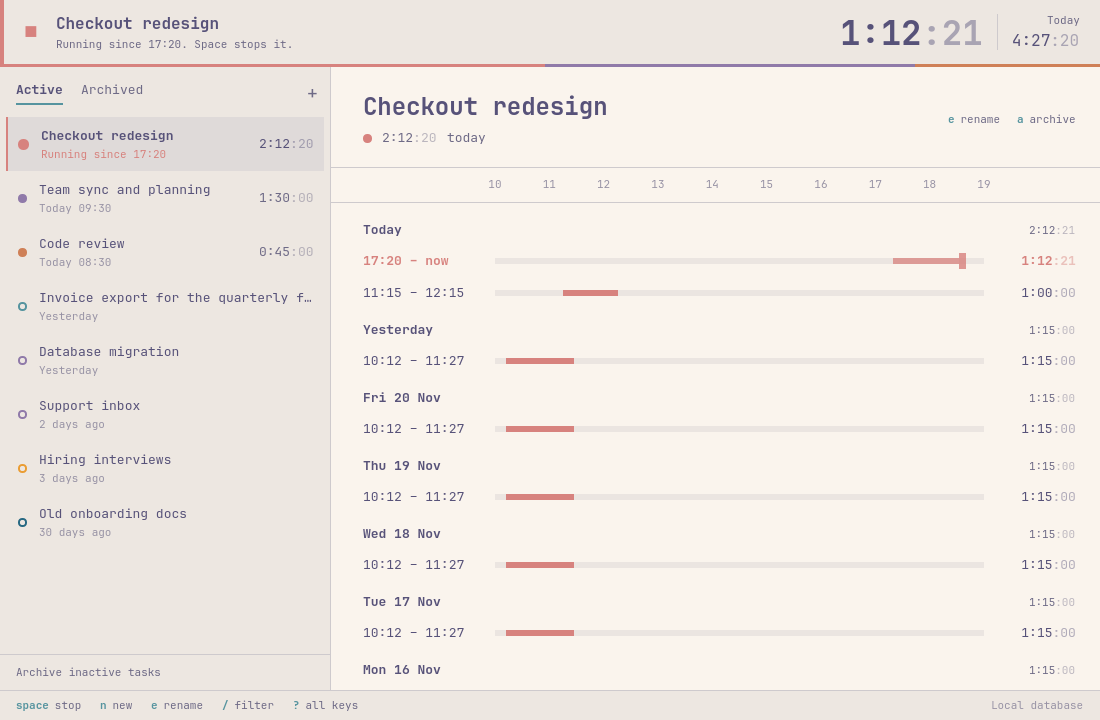 Checkout redesign
Running since 17:20. Space stops it.
1:12:21
Today
4:27:20
Active Archived +
Checkout redesign
Running since 17:20
2:12:20
Team sync and planning
Today 09:30
1:30:00
Code review
Today 08:30
0:45:00
Invoice export for the quarterly f…
Yesterday
Database migration
Yesterday
Support inbox
2 days ago
Hiring interviews
3 days ago
Old onboarding docs
30 days ago
Archive inactive tasks
Checkout redesign
2:12:20 today
e rename a archive
10 11 12 13 14 15 16 17 18 19
Today 2:12:21
17:20 – now 1:12:21
11:15 – 12:15 1:00:00
Yesterday 1:15:00
10:12 – 11:27 1:15:00
Fri 20 Nov 1:15:00
10:12 – 11:27 1:15:00
Thu 19 Nov 1:15:00
10:12 – 11:27 1:15:00
Wed 18 Nov 1:15:00
10:12 – 11:27 1:15:00
Tue 17 Nov 1:15:00
10:12 – 11:27 1:15:00
Mon 16 Nov 1:15:00
space stop n new e rename / filter ? all keys
Local database